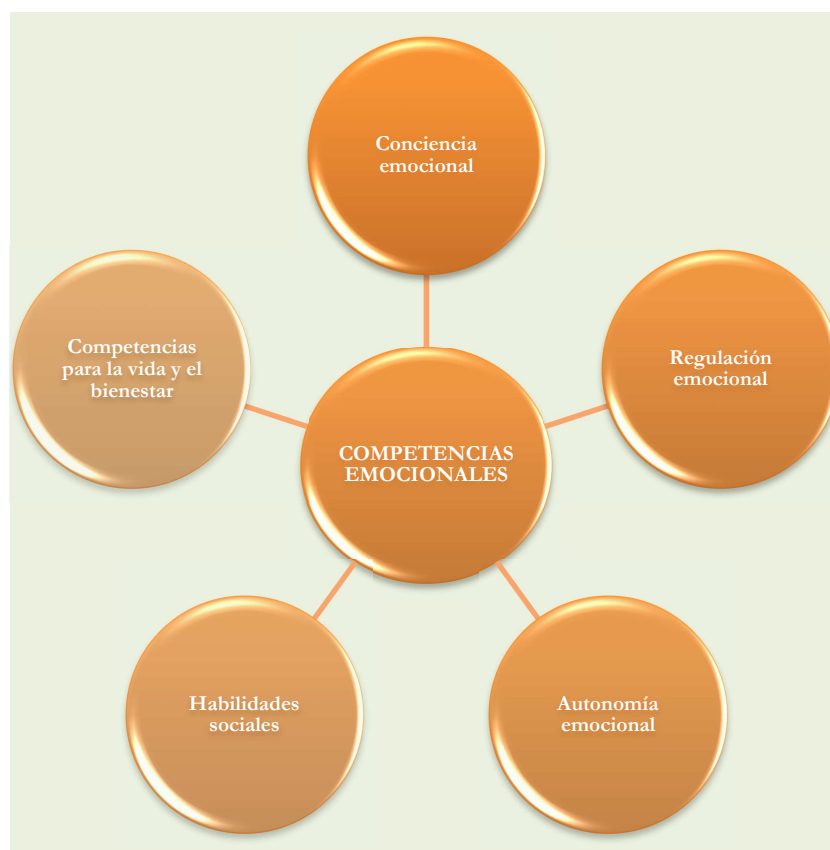 Conciencia
emocional
Regulación
emocional
Autonomía
emocional
Habilidades
sociales
Competencias
para la vida y el
bienestar
COMPETENCIAS
EMOCIONALES